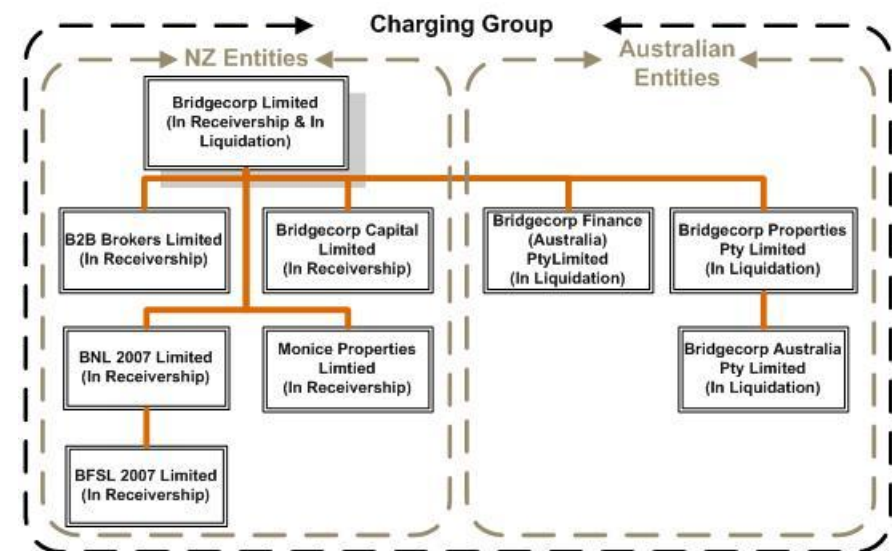 Charging Group
NZ Entities
Australian
Entities
Bridgecorp Limited
(In Receivership & In
Liquidation)
B2B Brokers Limited
(In Receivership)
Bridgecorp Capital
Limited
(In Receivership)
Bridgecorp Finance
(Australia)
PtyLimited
(In Liquidation)
Bridgecorp Properties
Pty Limited
(In Liquidation)
BNL 2007 Limited
(In Receivership)
Monice Properties
Limtied
(In Receivership)
Bridgecorp Australia
Pty Limited
(In Liquidation)
BFSL 2007 Limited
(In Receivership)